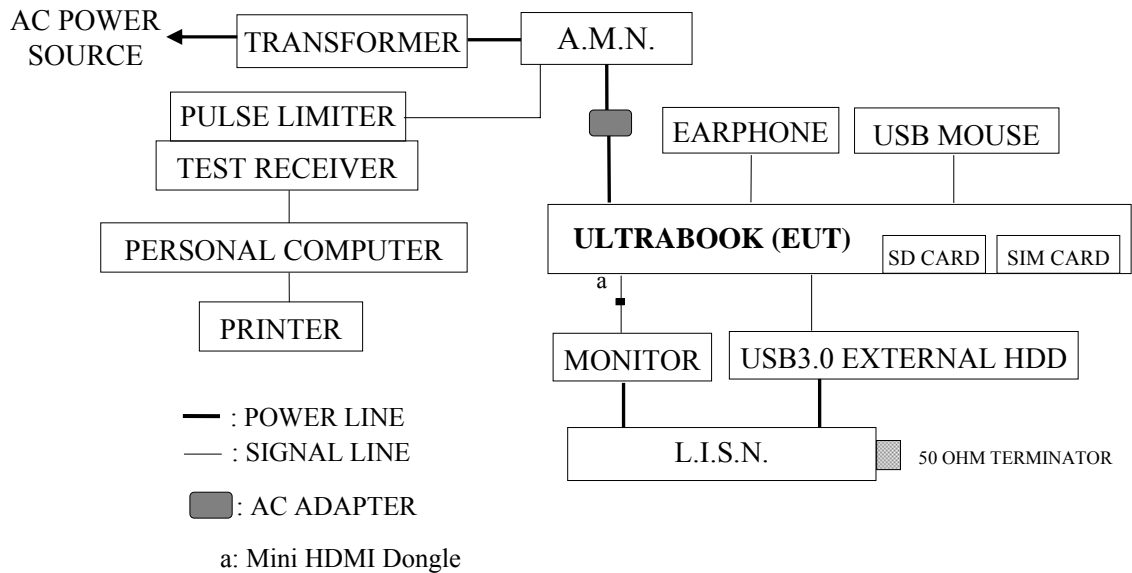 AC POWER
SOURCE
TRANSFORMER
A.M.N.
PULSE LIMITER
TEST RECEIVER
PERSONAL COMPUTER
PRINTER
EARPHONE
USB MOUSE
ULTRABOOK (EUT)
SD CARD
SIM CARD
a
MONITOR
USB3.0 EXTERNAL HDD
L.I.S.N.
50 OHM TERMINATOR
: POWER LINE
: SIGNAL LINE
: AC ADAPTER
a: Mini HDMI Dongle